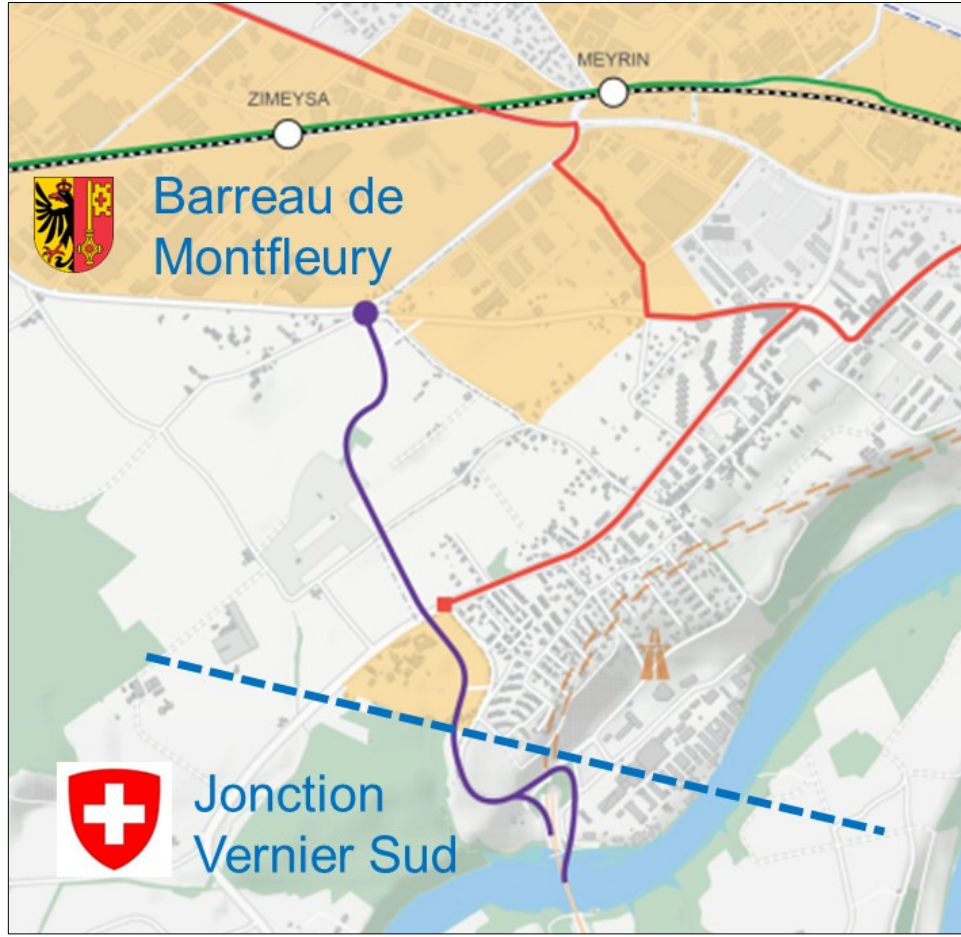 MEYRIN
ZIMEYSA
Barreau de
Montfleury
Jonction
Vernier Sud